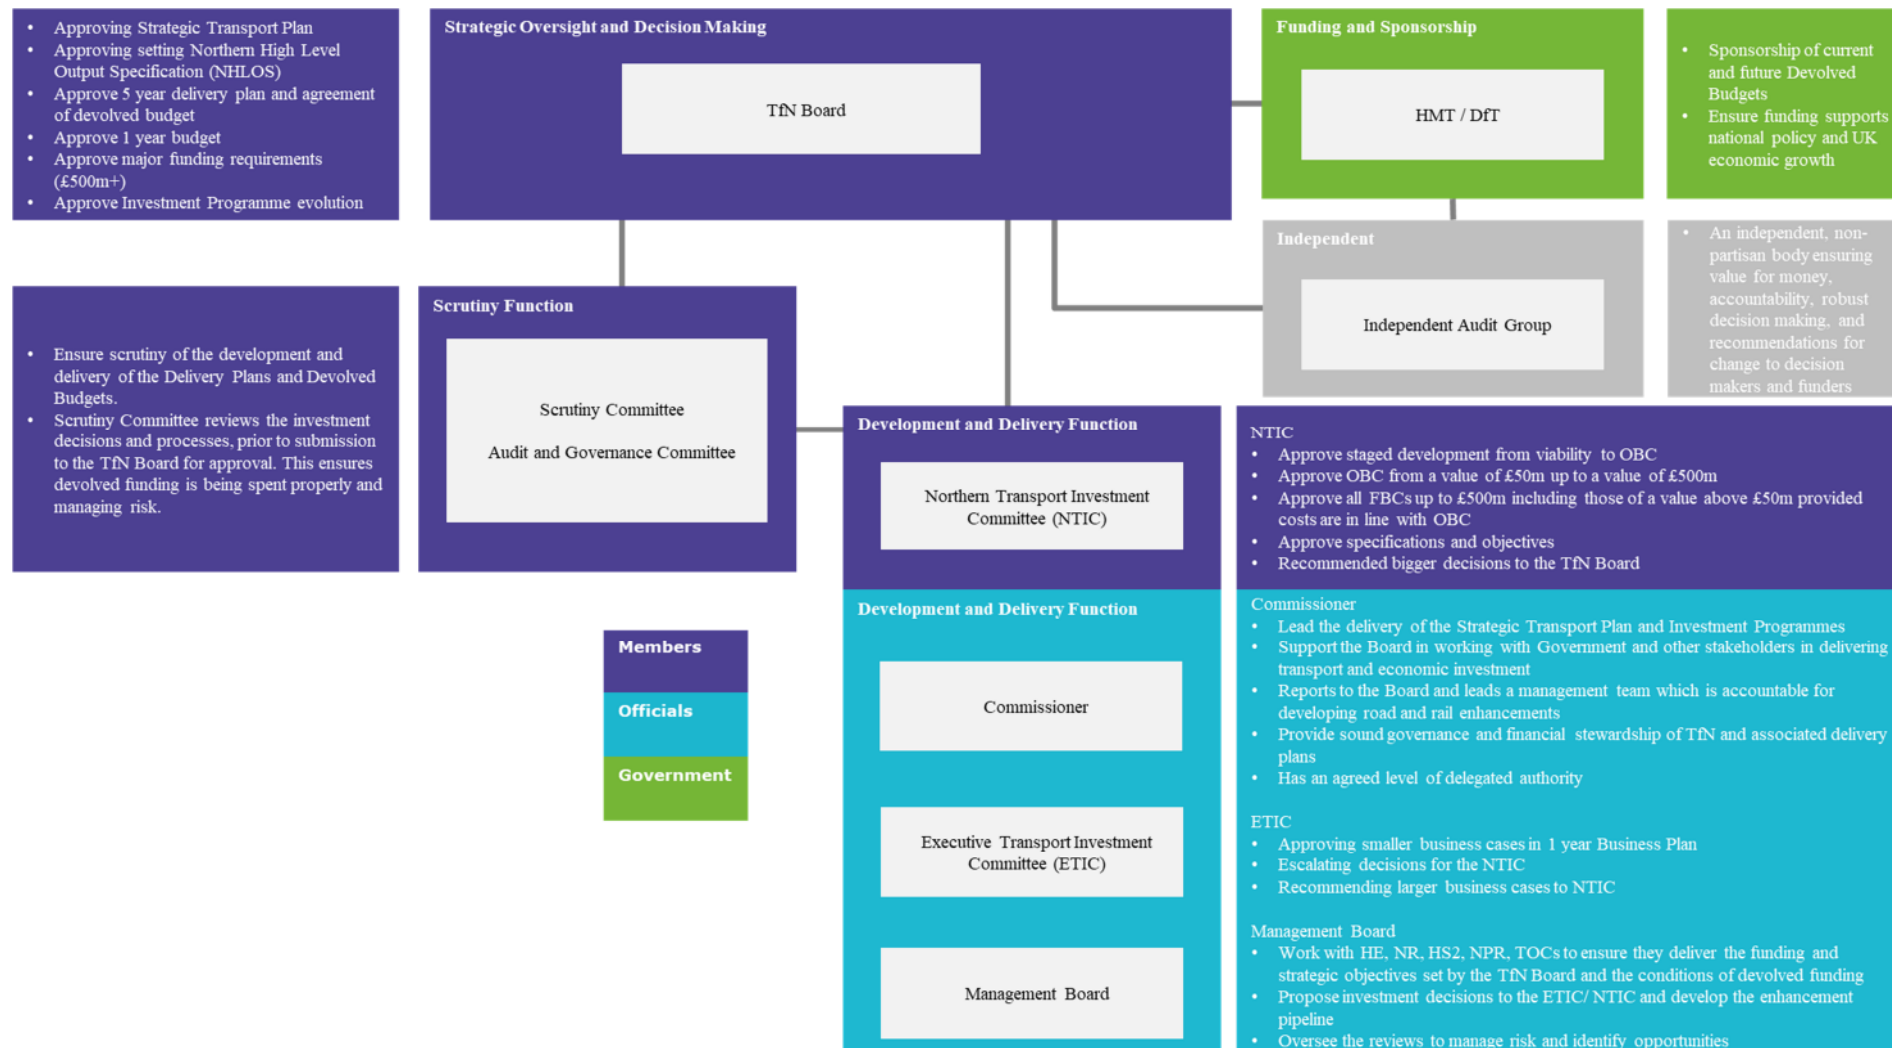 • Approving Strategic Transport Plan
• Approving setting Northern High Level
Output Specification (NHLOS)
• Approve 5 year delivery plan and agreement
of devolved budget
• Approve 1 year budget
• Approve major funding requirements
(£500m+)
• Approve Investment Programme evolution
Strategic Oversight and Decision Making
TfN Board
Funding and Sponsorship
HMT / DfT
• Sponsorship of current
and future Devolved
Budgets
• Ensure funding supports
national policy and UK
economic growth
Independent
Independent Audit Group
• An independent, non-
partisan body ensuring
value for money,
accountability, robust
decision making, and
recommendations for
change to decision
makers and funders
• Ensure scrutiny of the development and
delivery of the Delivery Plans and Devolved
Budgets.
• Scrutiny Committee reviews the investment
decisions and processes, prior to submission
to the TfN Board for approval. This ensures
devolved funding is being spent properly and
managing risk.
Scrutiny Function
Scrutiny Committee
Audit and Governance Committee
Development and Delivery Function
Northern Transport Investment
Committee (NTIC)
NTIC
• Approve staged development from viability to OBC
• Approve OBC from a value of £50m up to a value of £500m
• Approve all FBCs up to £500m including those of a value above £50m provided
costs are in line with OBC
• Approve specifications and objectives
• Recommended bigger decisions to the TfN Board
Members
Officials
Government
Development and Delivery Function
Commissioner
Executive Transport Investment
Committee (ETIC)
Management Board
Commissioner
• Lead the delivery of the Strategic Transport Plan and Investment Programmes
• Support the Board in working with Government and other stakeholders in delivering
transport and economic investment
• Reports to the Board and leads a management team which is accountable for
developing road and rail enhancements
• Provide sound governance and financial stewardship of TfN and associated delivery
plans
• Has an agreed level of delegated authority
ETIC
• Approving smaller business cases in 1 year Business Plan
• Escalating decisions for the NTIC
• Recommending larger business cases to NTIC
Management Board
• Work with HE, NR, HS2, NPR, TOCs to ensure they deliver the funding and
strategic objectives set by the TfN Board and the conditions of devolved funding
• Propose investment decisions to the ETIC/ NTIC and develop the enhancement
pipeline
• Oversee the reviews to manage risk and identify opportunities